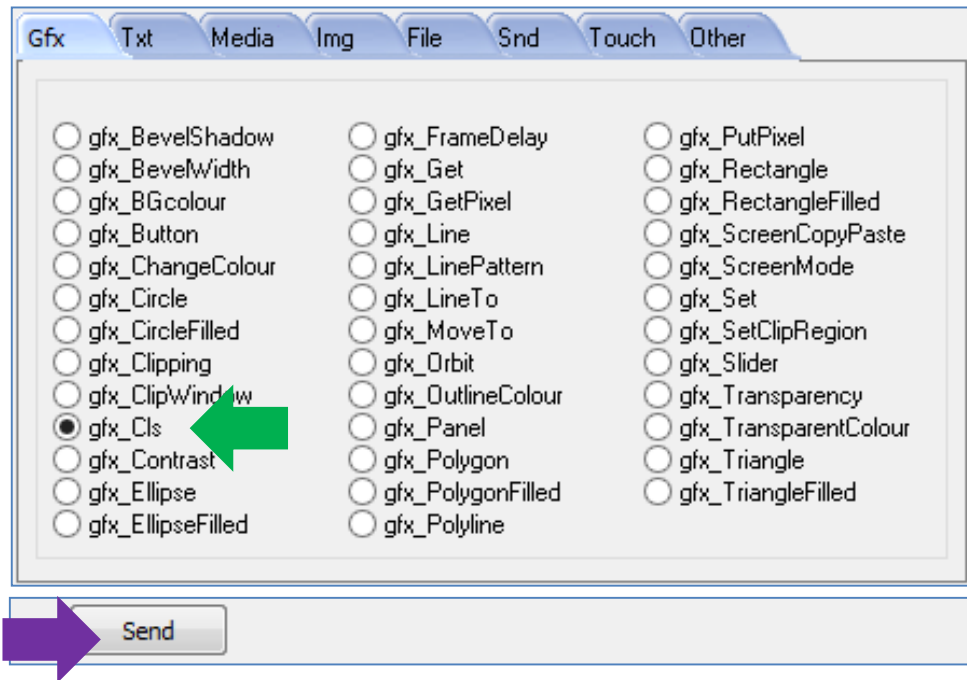 Gfx Txt Media Img File Snd Touch Other
gfx_BevelShadow gfx_FrameDelay gfx_PutPixel
gfx_BevelWidth gfx_Get gfx_Rectangle
gfx_BGcolour gfx_GetPixel gfx_RectangleFilled
gfx_Button gfx_Line gfx_ScreenCopyPaste
gfx_ChangeColour gfx_LinePattern gfx_ScreenMode
gfx_Circle gfx_LineTo gfx_Set
gfx_CircleFilled gfx_MoveTo gfx_SetClipRegion
gfx_Clipping gfx_Orbit gfx_Slider
gfx_ClipWindow gfx_OutlineColour gfx_Transparency
gfx_Cls gfx_Panel gfx_TransparentColour
gfx_Contrast gfx_Polygon gfx_Triangle
gfx_Ellipse gfx_PolygonFilled gfx_TriangleFilled
gfx_EllipseFilled gfx_Polyline
Send